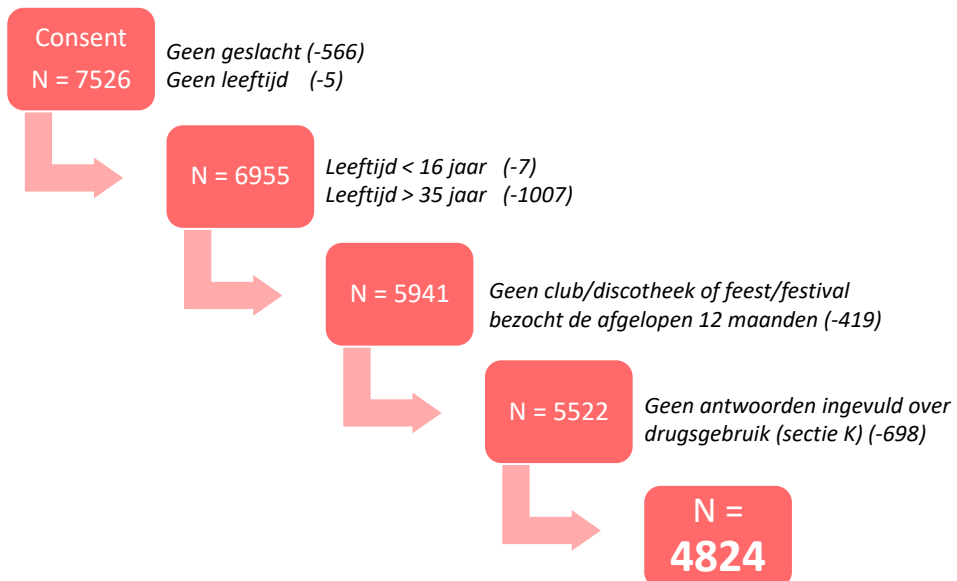 Consent
N = 7526
Geen geslacht (-566)
Geen leeftijd (-5)
N = 6955
Leeftijd < 16 jaar (-7)
Leeftijd > 35 jaar (-1007)
N = 5941
Geen club/discotheek of feest/festival
bezocht de afgelopen 12 maanden (-419)
N = 5522
Geen antwoorden ingevuld over
drugsgebruik (sectie K) (-698)
N =
4824